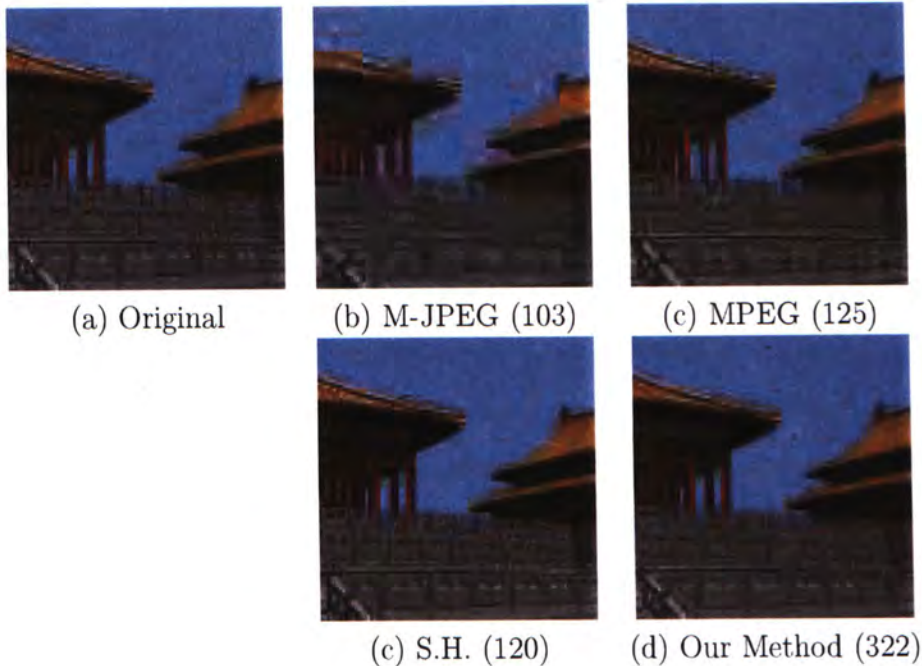 (a) Original
(b) M-JPEG (103)
(c) MPEG (125)
(c) S.H. (120)
(d) Our Method (322)